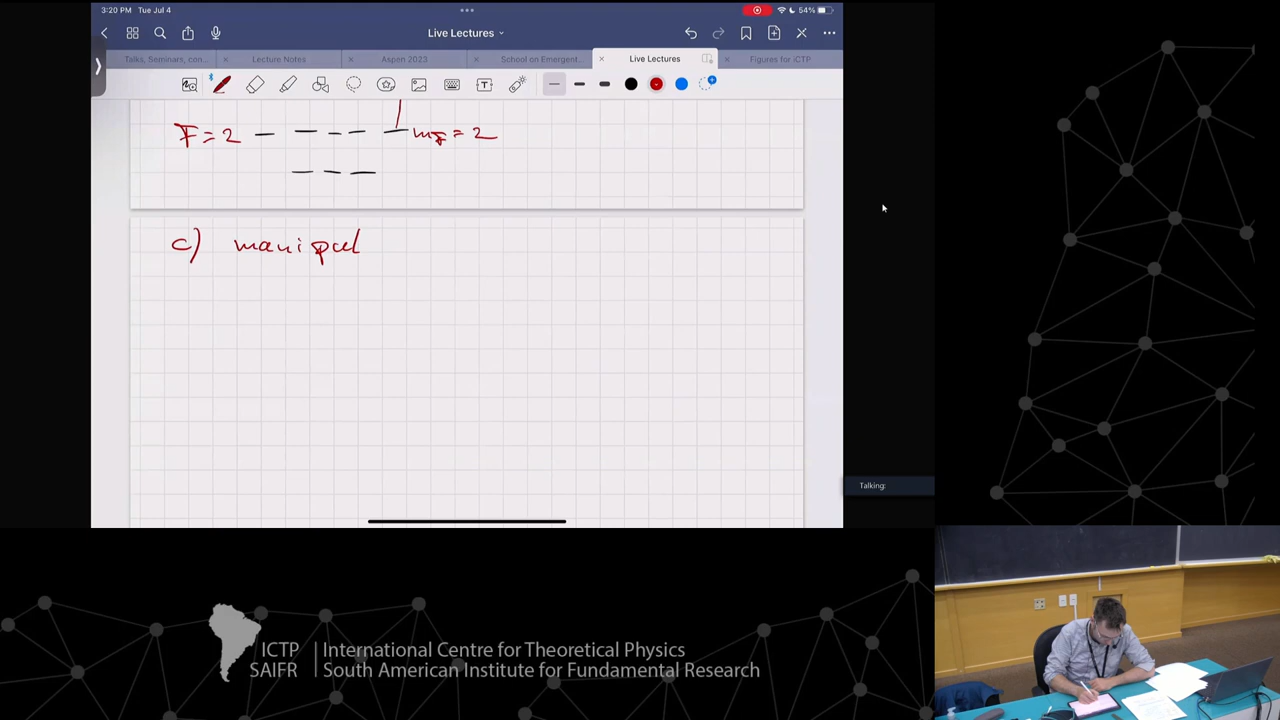 3:20 PM Tue Jul 4
54%
Live Lectures
Talks, Seminars, con...
Lecture Notes
Aspen 2023
School on Emergent...
Live Lectures
Figures for iCTP
F = 2
m_F = 2
c) manipul
Talking:
ICTP
SAIFR
International Centre for Theoretical Physics
South American Institute for Fundamental Research